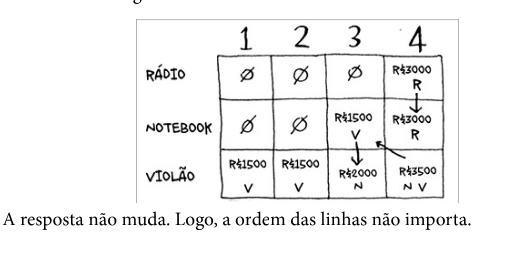 1 2 3 4
RÁDIO Ø Ø Ø R$3000 R
NOTEBOOK Ø Ø R$1500 V R$3000 R
VIOLÃO R$1500 V R$1500 V R$2000 N R$3500 N V
A resposta não muda. Logo, a ordem das linhas não importa.